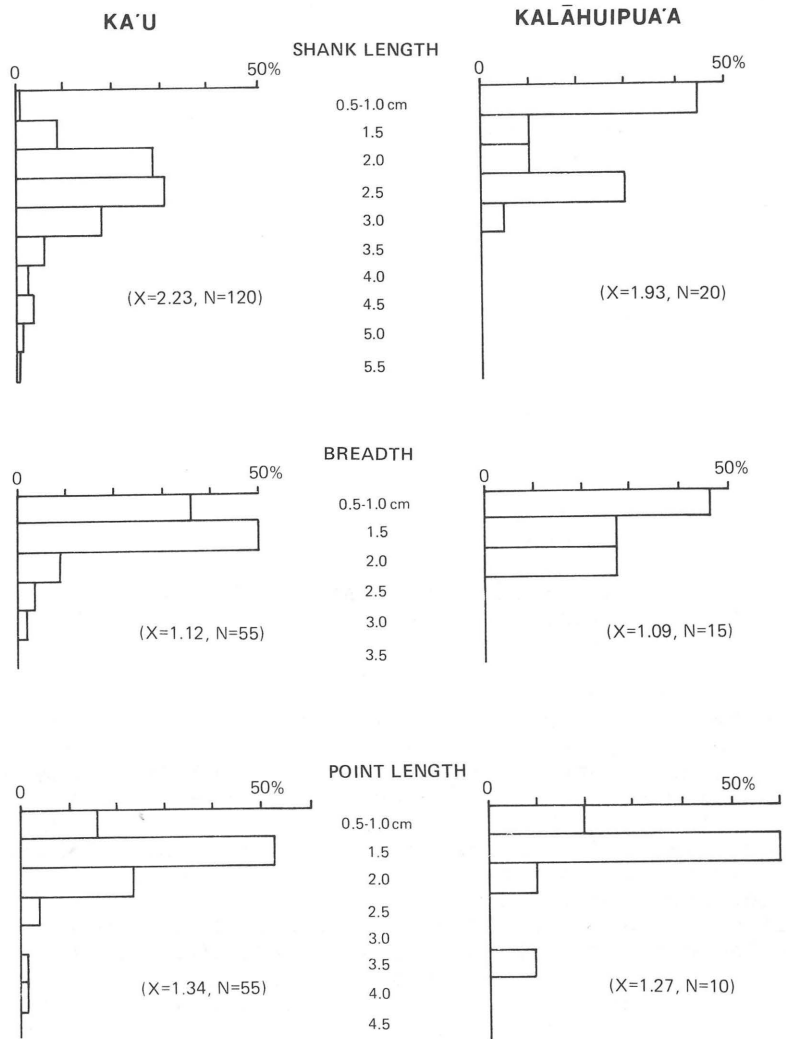 KA'U
KALĀHUIPUA'A
SHANK LENGTH
0 50%
0 50%
0.5-1.0 cm
1.5
2.0
2.5
3.0
3.5
4.0
4.5
5.0
5.5
(X=2.23, N=120)
(X=1.93, N=20)
BREADTH
0 50%
0 50%
0.5-1.0 cm
1.5
2.0
2.5
3.0
3.5
(X=1.12, N=55)
(X=1.09, N=15)
POINT LENGTH
0 50%
0 50%
0.5-1.0 cm
1.5
2.0
2.5
3.0
3.5
4.0
4.5
(X=1.34, N=55)
(X=1.27, N=10)